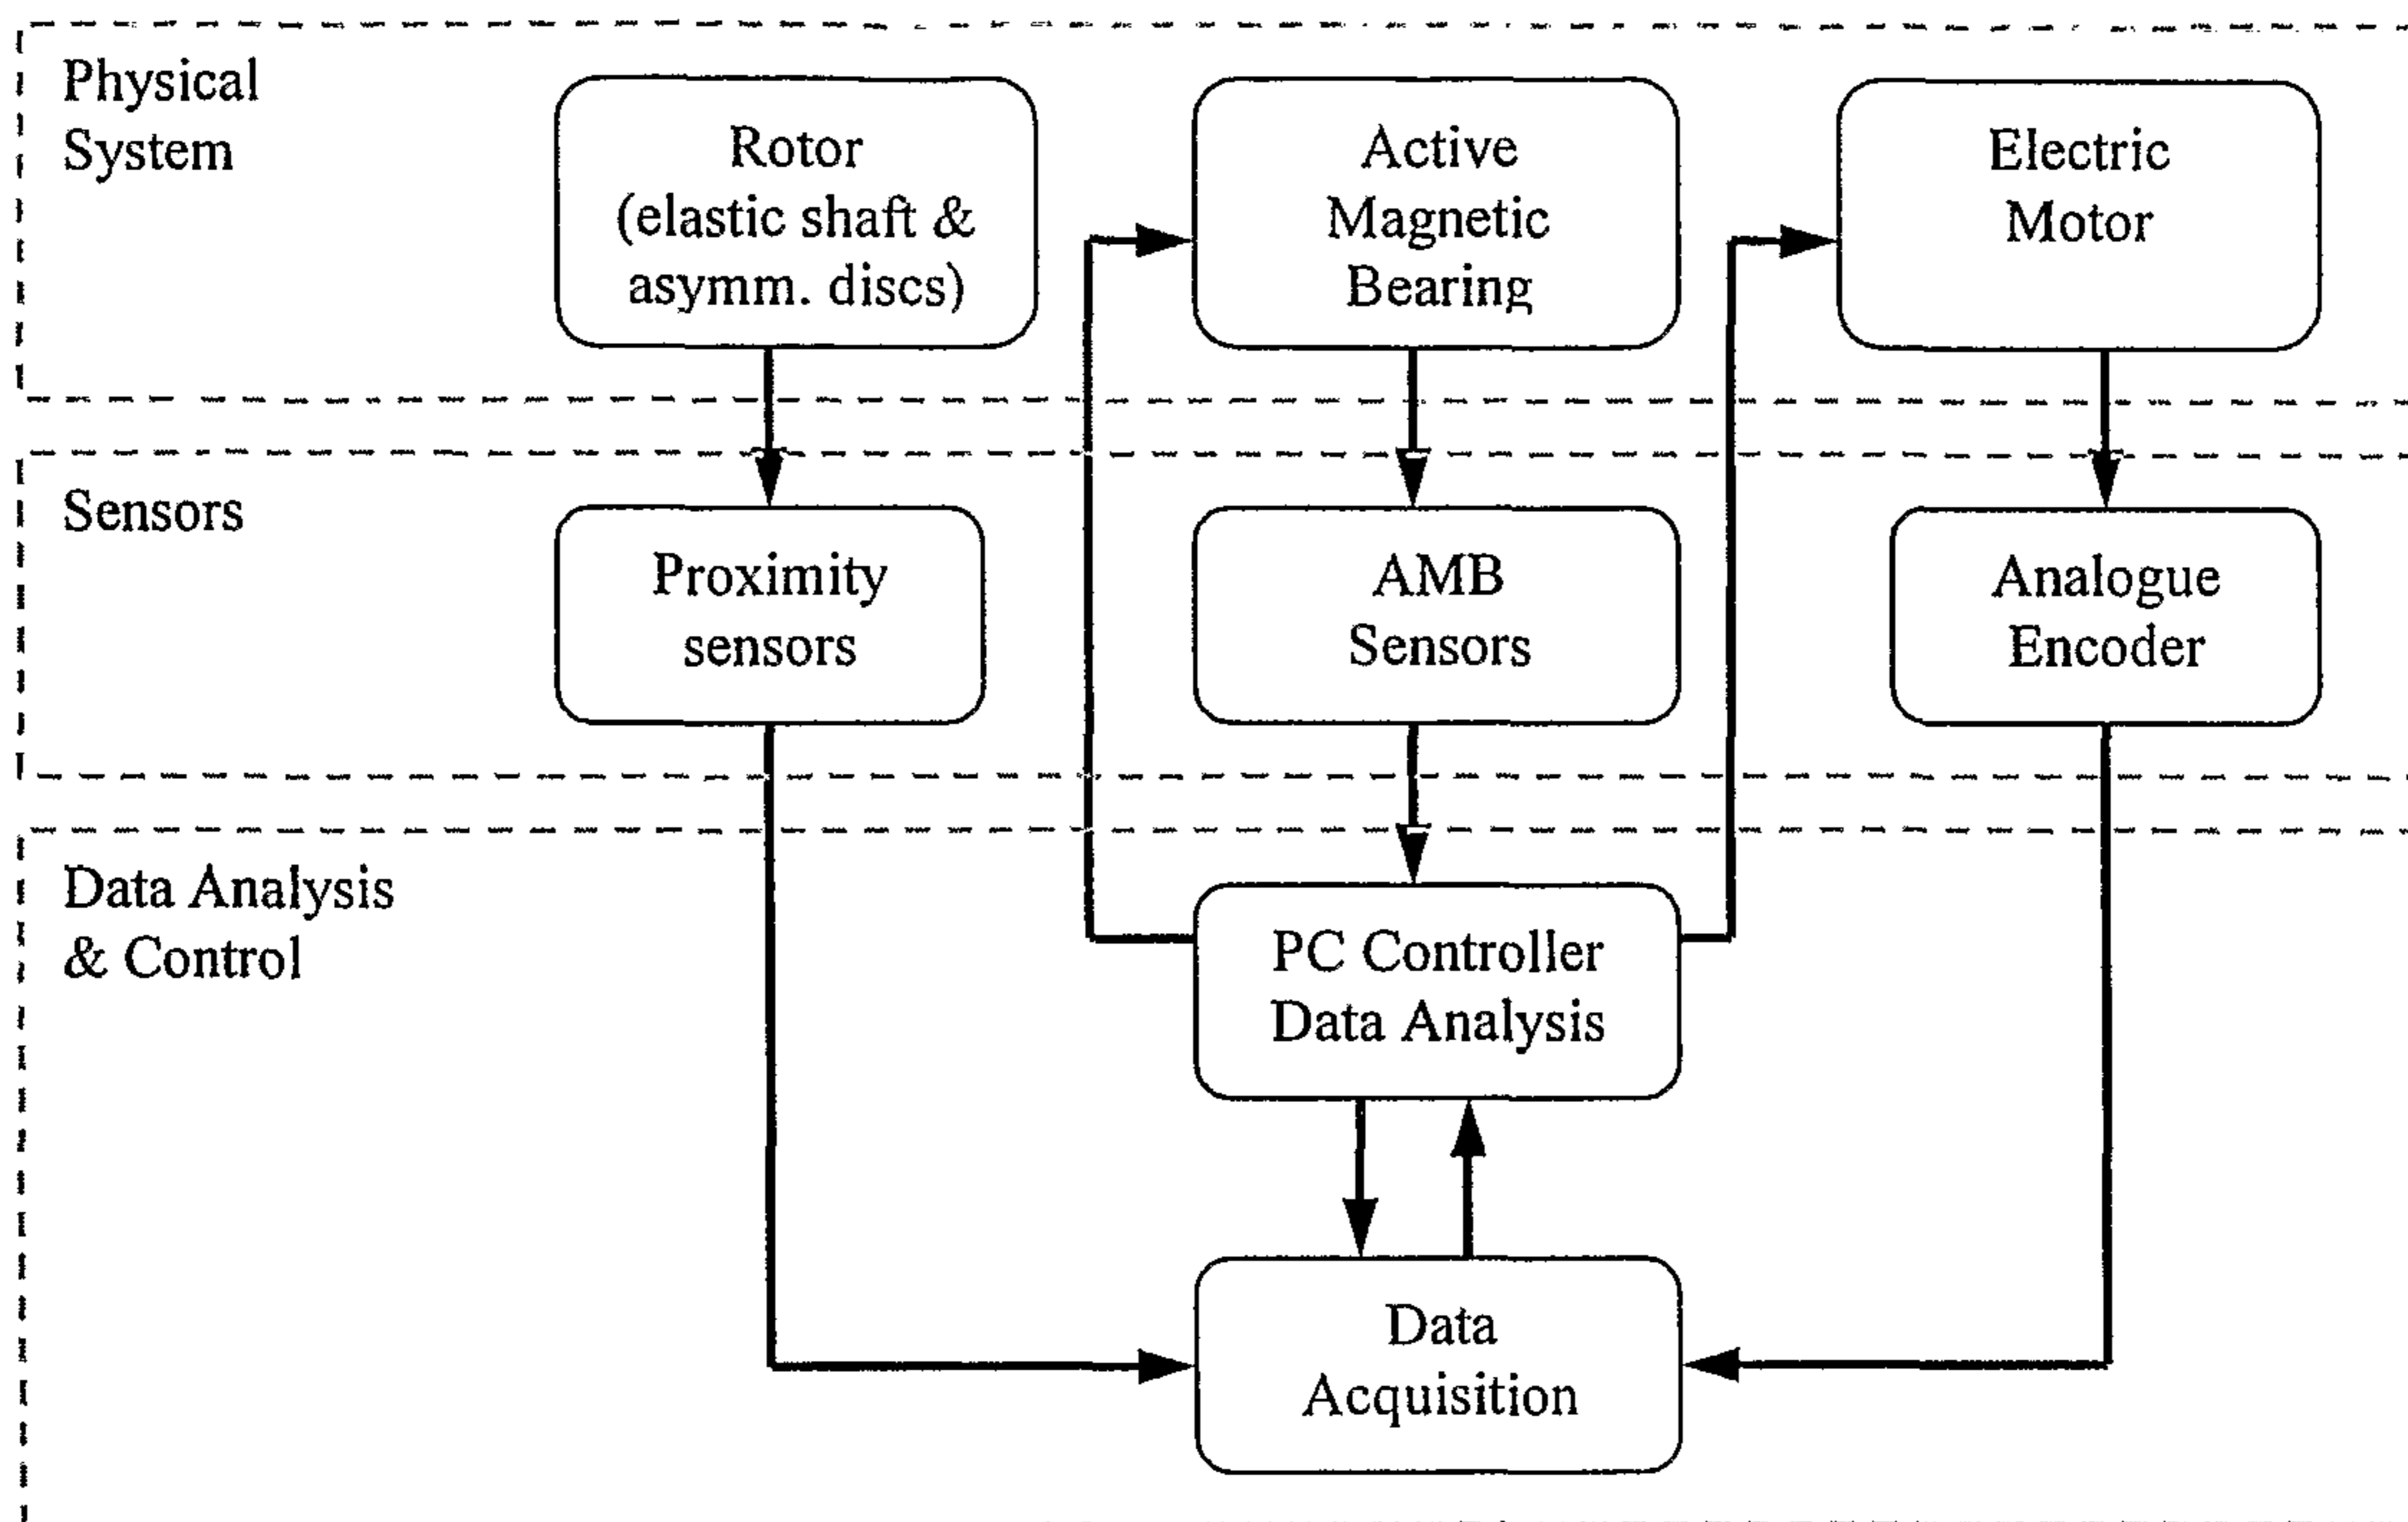 Physical
System
Rotor
(elastic shaft &
asymm. discs)
Active
Magnetic
Bearing
Electric
Motor
Sensors
Proximity
sensors
AMB
Sensors
Analogue
Encoder
Data Analysis
& Control
PC Controller
Data Analysis
Data
Acquisition